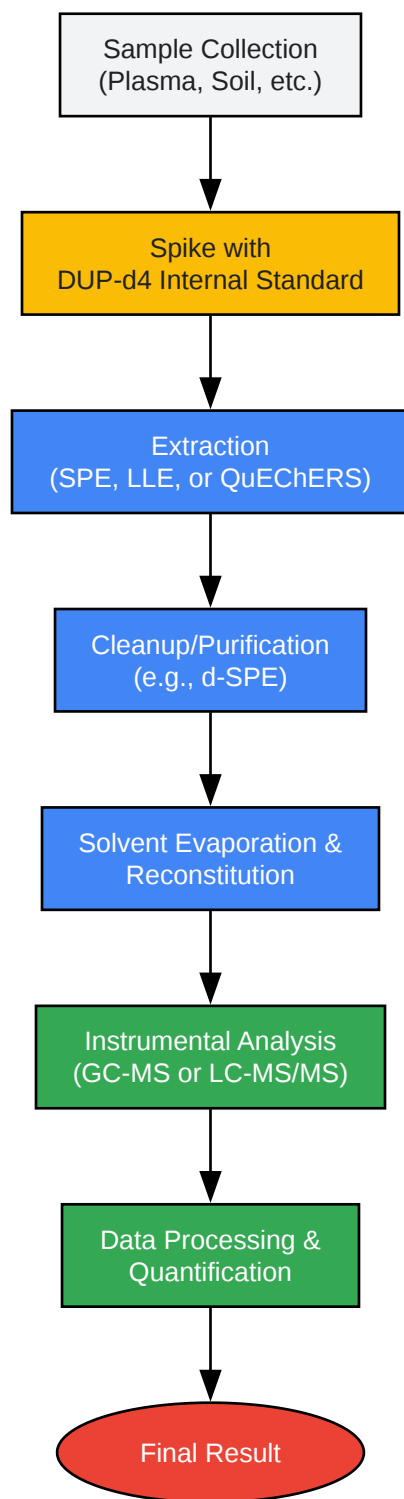 Sample Collection
(Plasma, Soil, etc.)
Spike with
DUP-d4 Internal Standard
Extraction
(SPE, LLE, or QuEChERS)
Cleanup/Purification
(e.g., d-SPE)
Solvent Evaporation &
Reconstitution
Instrumental Analysis
(GC-MS or LC-MS/MS)
Data Processing &
Quantification
Final Result